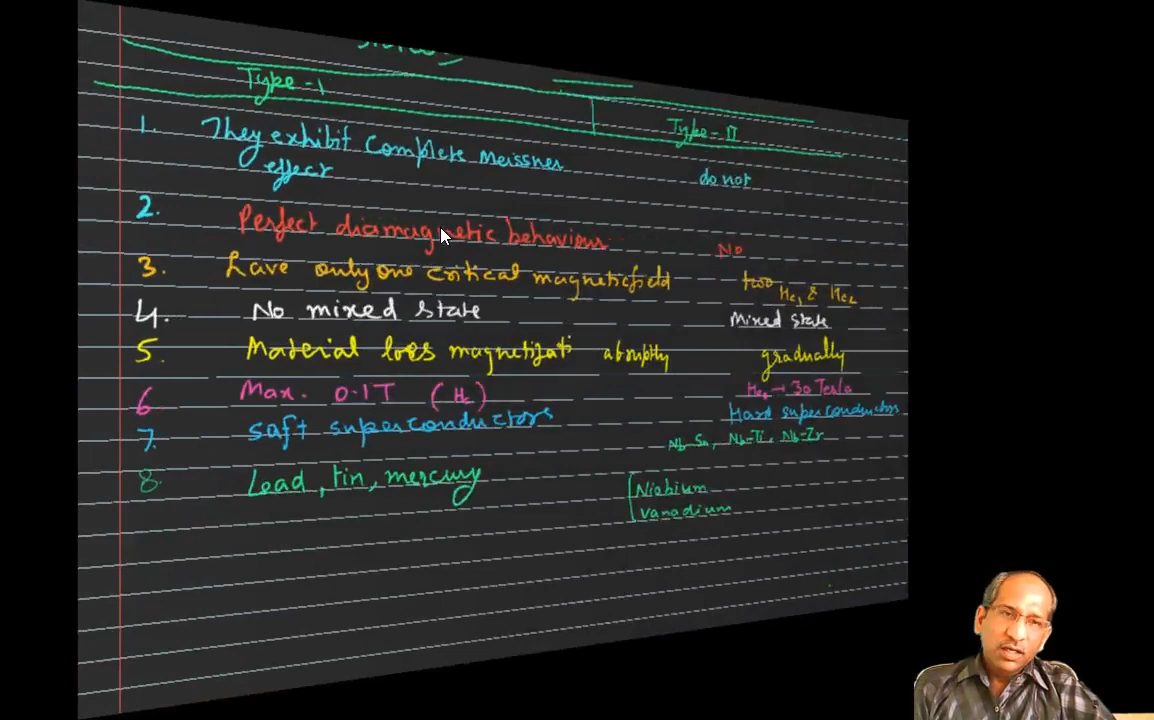 Type-1 Type-II
1. They exhibit complete Meissner do not
effect
2. Perfect diamagnetic behaviour No
3. have only one critical magnetic field two Hc1 & Hc2
4. No mixed state Mixed state
5. Material loses magnetizati abruptly gradually
6 Max. 0.1T (Hc) Hc2 → 30 Tesla
7. Saft superconductors Hard superconductors
Nb-Sn, Nb-Ti, Nb-Zr
8. Lead, tin, mercury Niobium
Vanadium